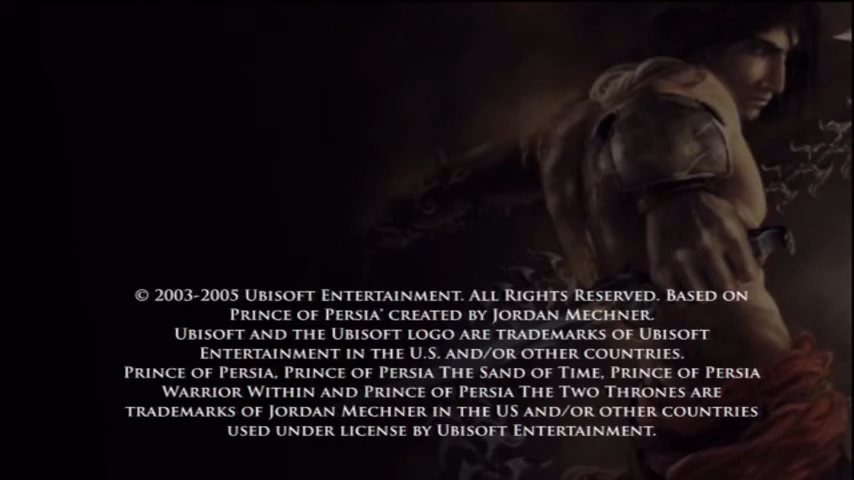 © 2003-2005 Ubisoft Entertainment. All Rights Reserved. Based on
Prince of Persia® created by Jordan Mechner.
Ubisoft and the Ubisoft logo are trademarks of Ubisoft
Entertainment in the U.S. and/or other countries.
Prince of Persia, Prince of Persia The Sand of Time, Prince of Persia
Warrior Within and Prince of Persia The Two Thrones are
trademarks of Jordan Mechner in the US and/or other countries
used under license by Ubisoft Entertainment.